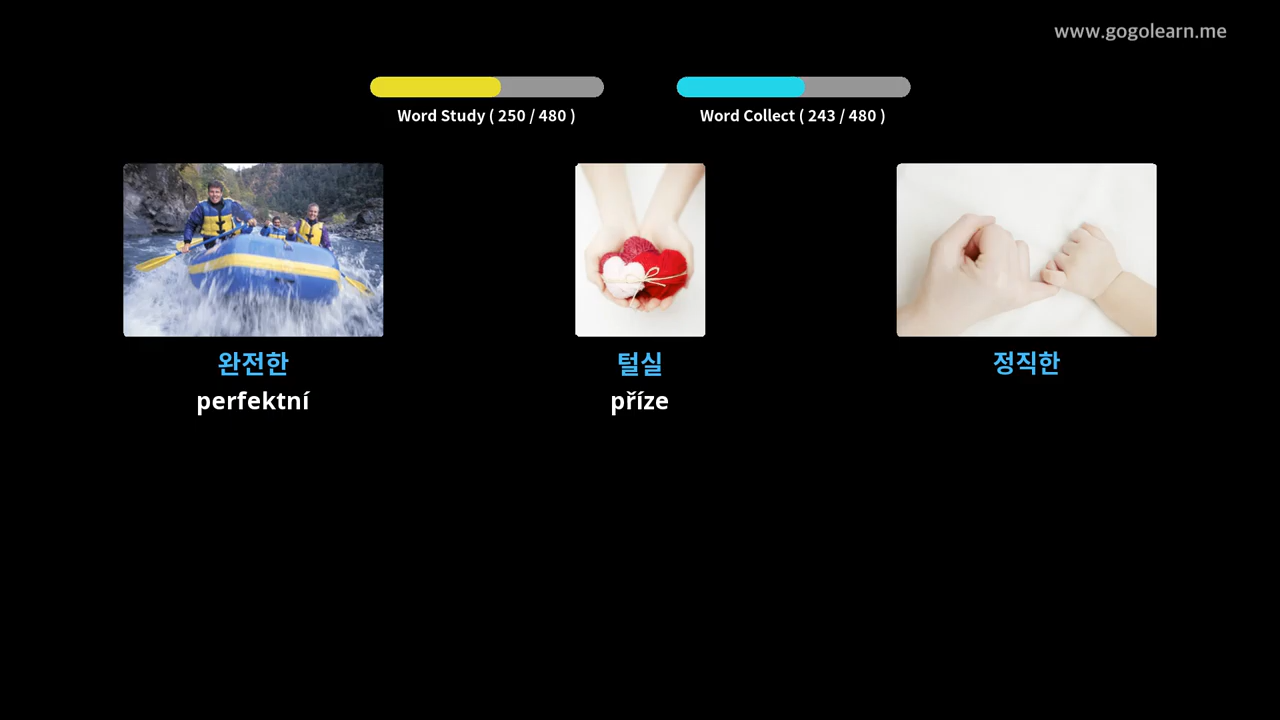 www.gogolearn.me
Word Study ( 250 / 480 )
Word Collect ( 243 / 480 )
완전한
perfektní
털실
příze
정직한